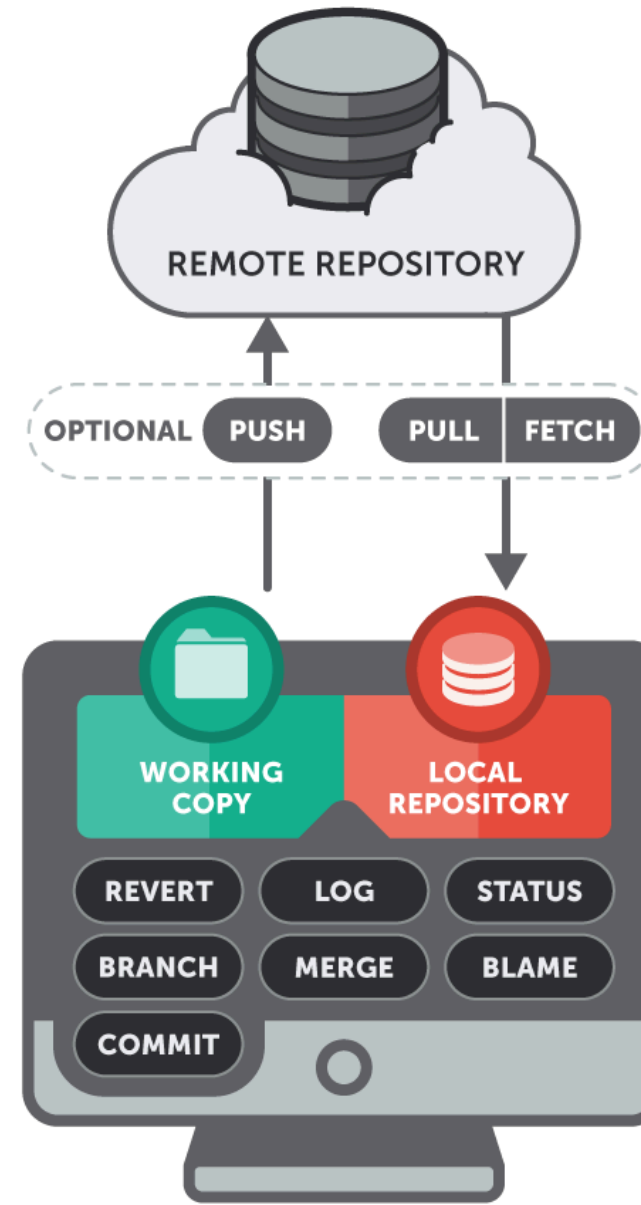 REMOTE REPOSITORY
OPTIONAL PUSH PULL FETCH
WORKING
COPY
LOCAL
REPOSITORY
REVERT LOG STATUS
BRANCH MERGE BLAME
COMMIT